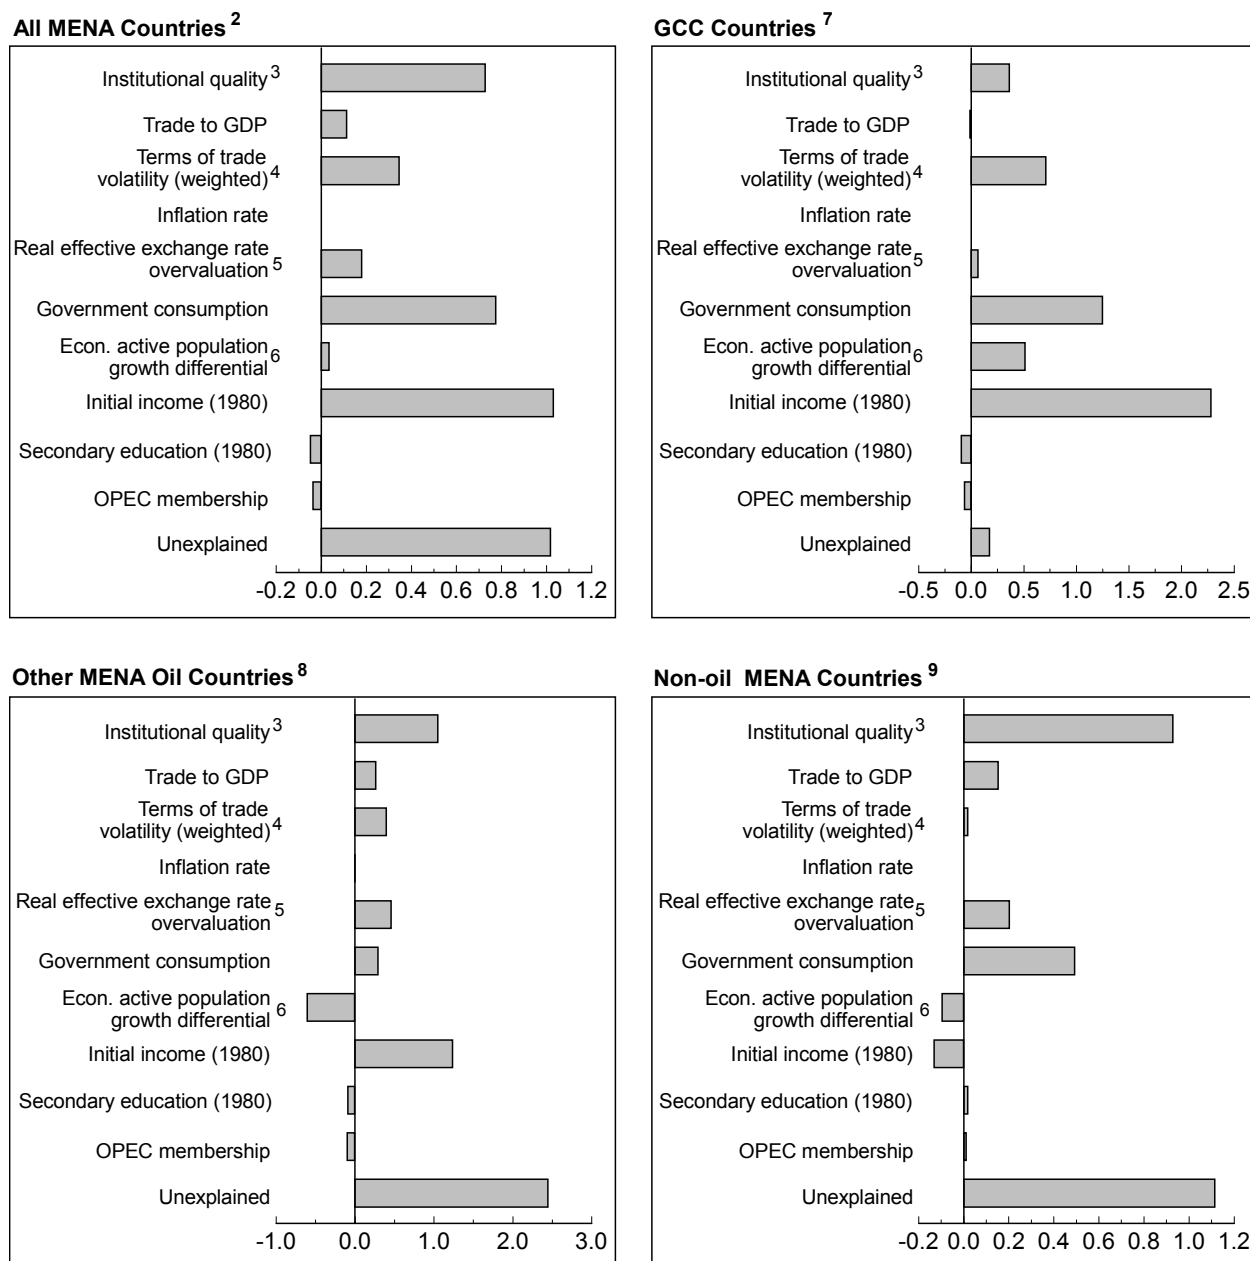 All MENA Countries 2
Institutional quality 3
Trade to GDP
Terms of trade
volatility (weighted) 4
Inflation rate
Real effective exchange rate
overvaluation 5
Government consumption
Econ. active population
growth differential 6
Initial income (1980)
Secondary education (1980)
OPEC membership
Unexplained
-0.2 0.0 0.2 0.4 0.6 0.8 1.0 1.2
GCC Countries 7
Institutional quality 3
Trade to GDP
Terms of trade
volatility (weighted) 4
Inflation rate
Real effective exchange rate
overvaluation 5
Government consumption
Econ. active population
growth differential 6
Initial income (1980)
Secondary education (1980)
OPEC membership
Unexplained
-0.5 0.0 0.5 1.0 1.5 2.0 2.5
Other MENA Oil Countries 8
Institutional quality 3
Trade to GDP
Terms of trade
volatility (weighted) 4
Inflation rate
Real effective exchange rate
overvaluation 5
Government consumption
Econ. active population
growth differential 6
Initial income (1980)
Secondary education (1980)
OPEC membership
Unexplained
-1.0 0.0 1.0 2.0 3.0
Non-oil MENA Countries 9
Institutional quality 3
Trade to GDP
Terms of trade
volatility (weighted) 4
Inflation rate
Real effective exchange rate
overvaluation 5
Government consumption
Econ. active population
growth differential 6
Initial income (1980)
Secondary education (1980)
OPEC membership
Unexplained
-0.2 0.0 0.2 0.4 0.6 0.8 1.0 1.2